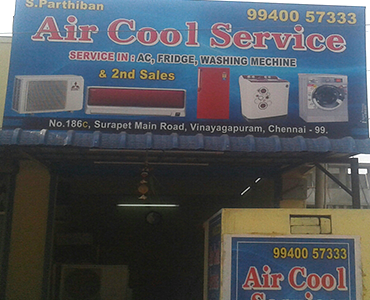 S.Parthiban
99400 57333
Air Cool Service
SERVICE IN : AC, FRIDGE, WASHING MECHINE
& 2nd Sales
No.186c, Surapet Main Road, Vinayagapuram, Chennai - 99.
99400 57333
Air Cool
Service